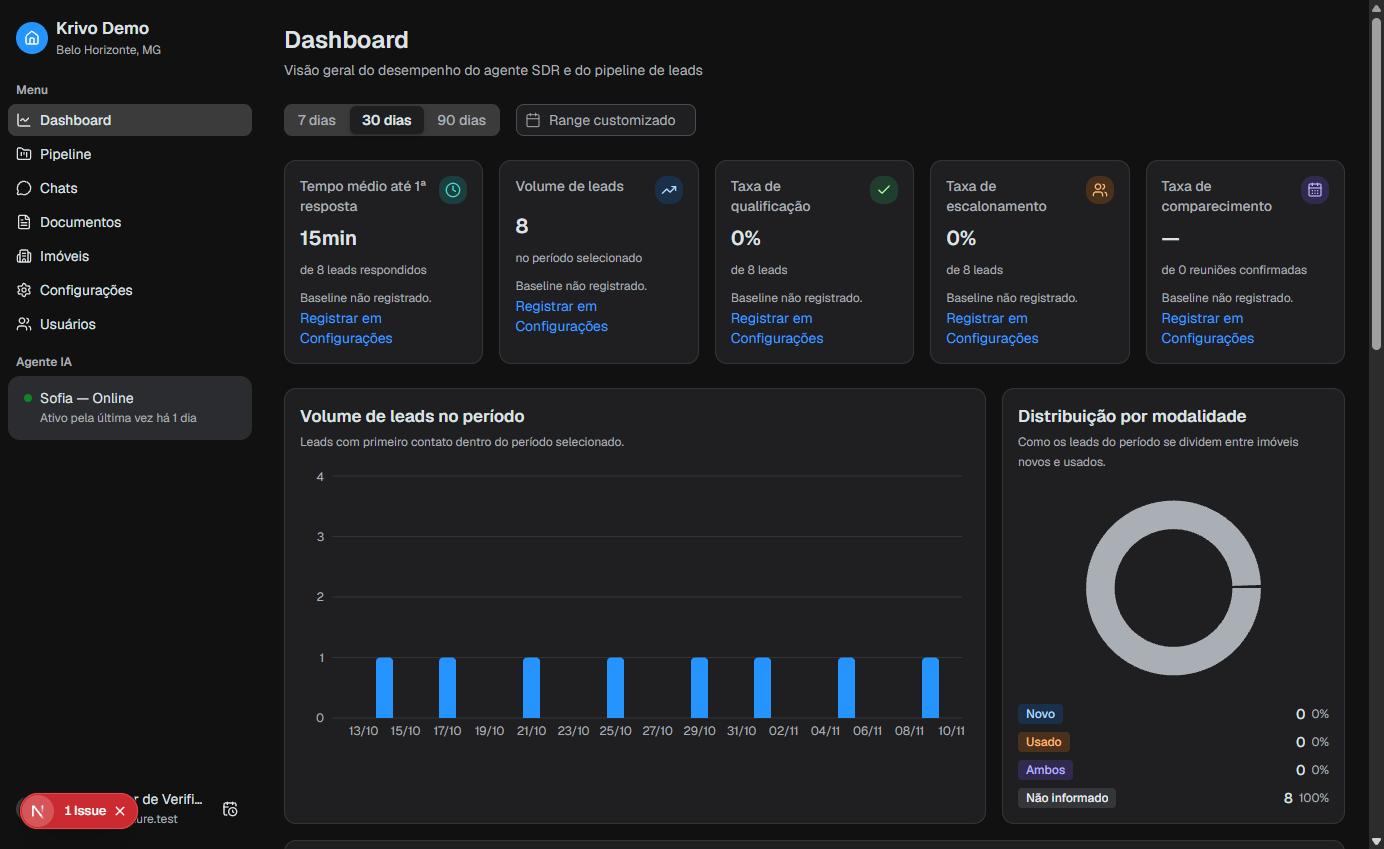 Krivo Demo
Belo Horizonte, MG
Menu
Dashboard
Pipeline
Chats
Documentos
Imóveis
Configurações
Usuários
Agente IA
Sofia — Online
Ativo pela última vez há 1 dia
N 1 Issue
r de Verifi...
ure.test
Dashboard
Visão geral do desempenho do agente SDR e do pipeline de leads
7 dias 30 dias 90 dias Range customizado
Tempo médio até 1ª
resposta
15min
de 8 leads respondidos
Baseline não registrado.
Registrar em
Configurações
Volume de leads
8
no período selecionado
Baseline não registrado.
Registrar em
Configurações
Taxa de
qualificação
0%
de 8 leads
Baseline não registrado.
Registrar em
Configurações
Taxa de
escalonamento
0%
de 8 leads
Baseline não registrado.
Registrar em
Configurações
Taxa de
comparecimento
—
de 0 reuniões confirmadas
Baseline não registrado.
Registrar em
Configurações
Volume de leads no período
Leads com primeiro contato dentro do período selecionado.
4
3
2
1
0
13/10 15/10 17/10 19/10 21/10 23/10 25/10 27/10 29/10 31/10 02/11 04/11 06/11 08/11 10/11
Distribuição por modalidade
Como os leads do período se dividem entre imóveis
novos e usados.
Novo 0 0%
Usado 0 0%
Ambos 0 0%
Não informado 8 100%